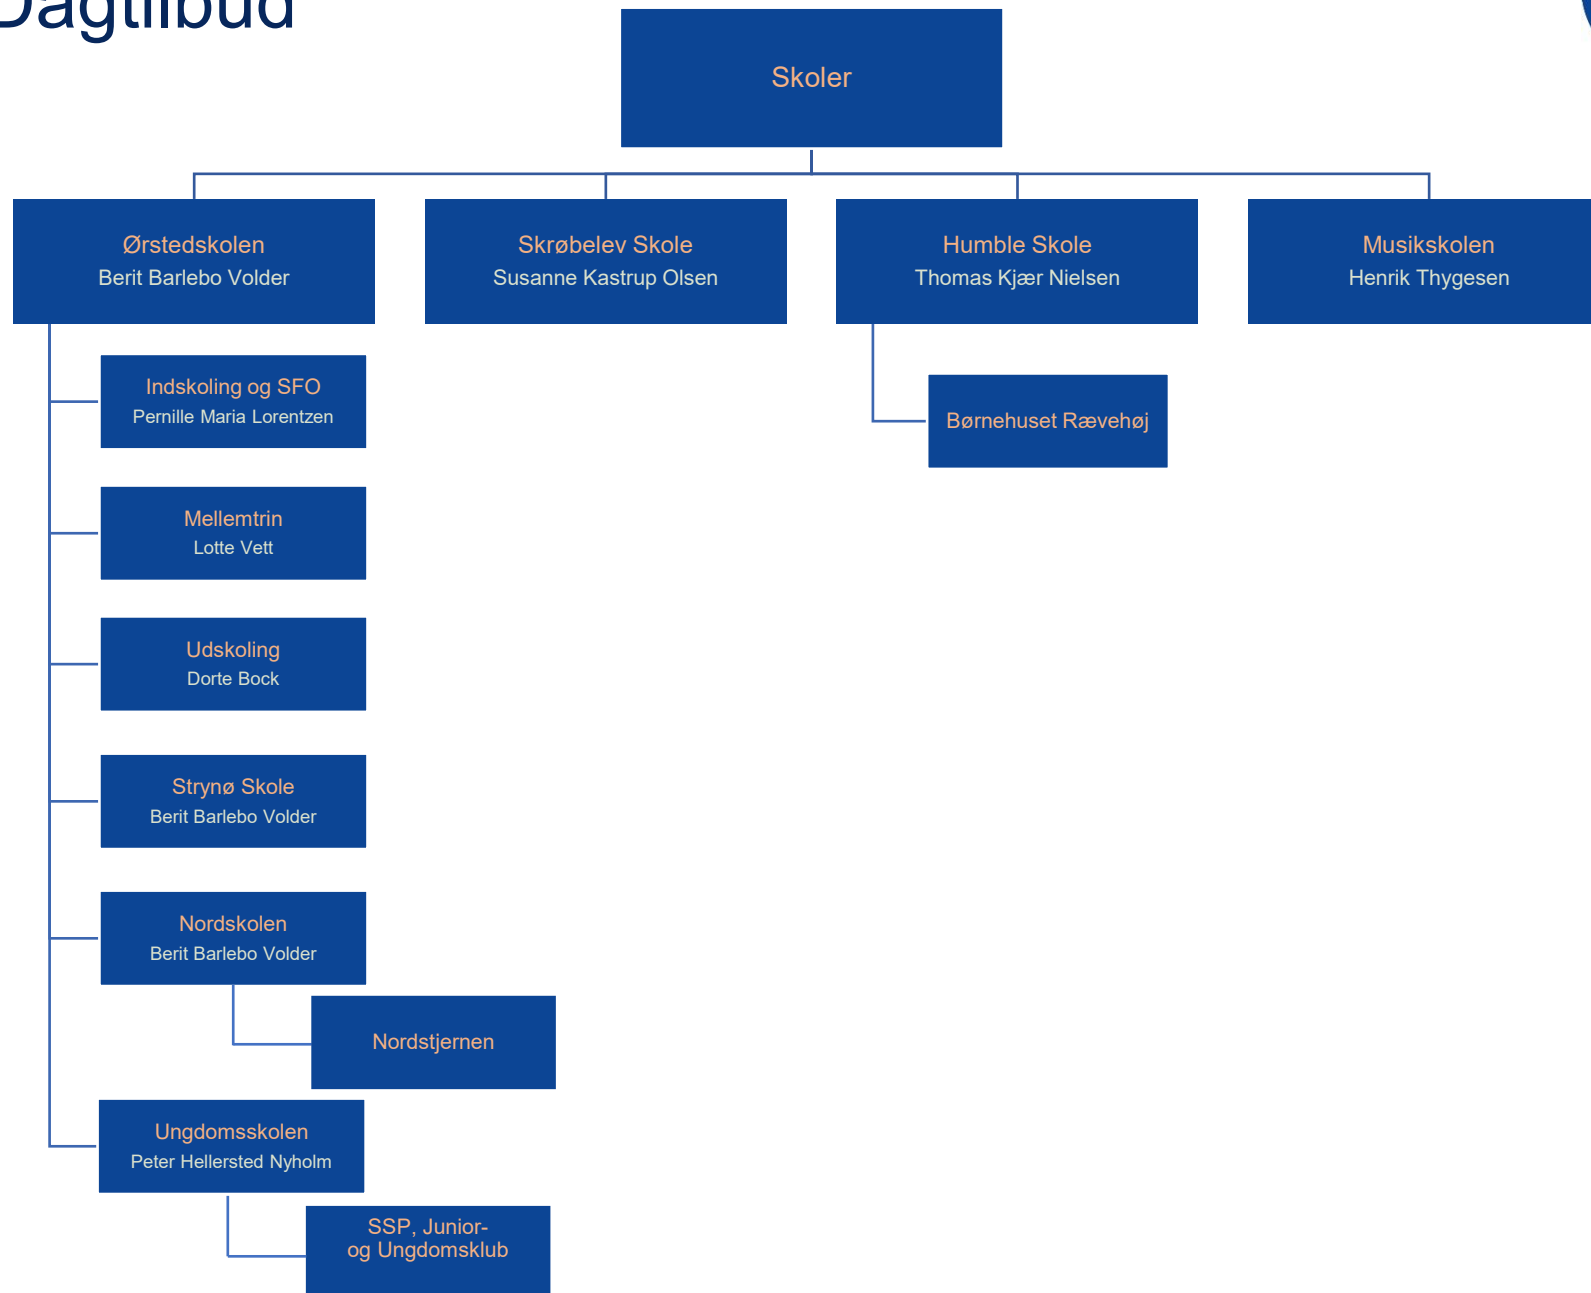 Dagtilbud
Skoler
Ørstedskolen
Berit Barlebo Volder
Skrøbelev Skole
Susanne Kastrup Olsen
Humble Skole
Thomas Kjær Nielsen
Musikskolen
Henrik Thygesen
Indskoling og SFO
Pernille Maria Lorentzen
Børnehuset Rævehøj
Mellemtrin
Lotte Vett
Udskoling
Dorte Bock
Strynø Skole
Berit Barlebo Volder
Nordskolen
Berit Barlebo Volder
Nordstjernen
Ungdomsskolen
Peter Hellersted Nyholm
SSP, Junior-
og Ungdomsklub